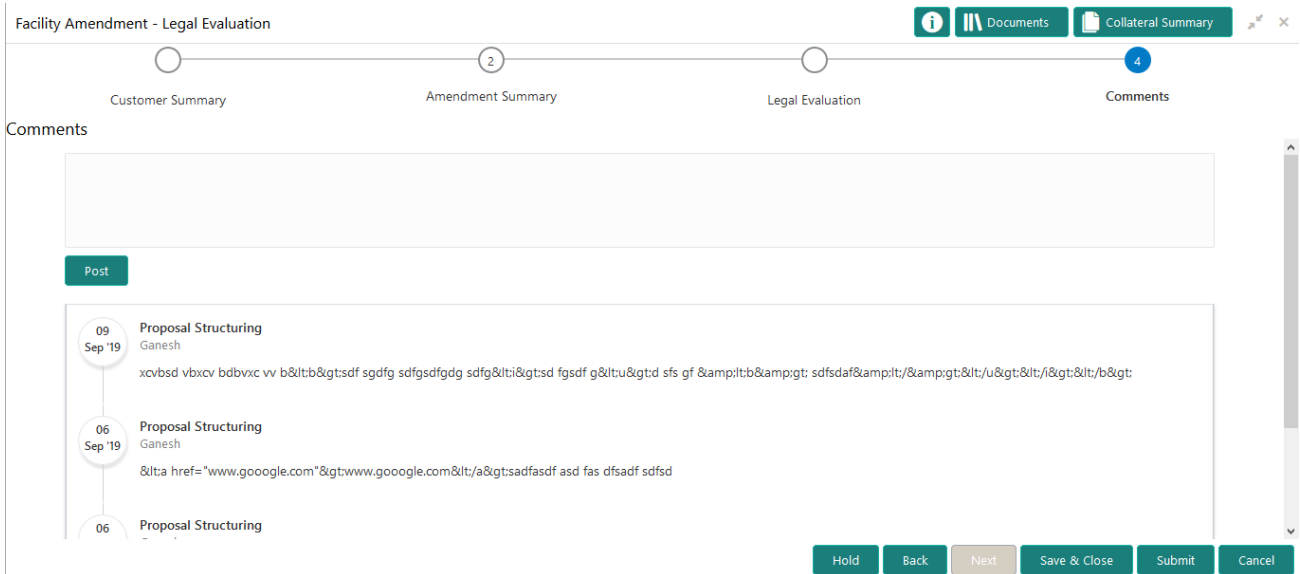 Facility Amendment - Legal Evaluation
i Documents Collateral Summary
2 4
Customer Summary Amendment Summary Legal Evaluation Comments
Comments
Post
09 Sep '19
Proposal Structuring
Ganesh
xcvbsd vbxcv bdbvxc vv b&lt;b&gt;sdf sgdfg sdfgsdfgdg sdfg&lt;i&gt;sd fgsdf g&lt;u&gt;d sfs gf &amp;lt;b&amp;gt; sdfsdaf&amp;lt;/&amp;gt;&lt;/u&gt;&lt;/i&gt;&lt;/b&gt;
06 Sep '19
Proposal Structuring
Ganesh
&lt;a href="www.gooogle.com"&gt;www.gooogle.com&lt;/a&gt;sadfasdf asd fas dfsadf sdfsd
06
Proposal Structuring
Hold Back Next Save & Close Submit Cancel